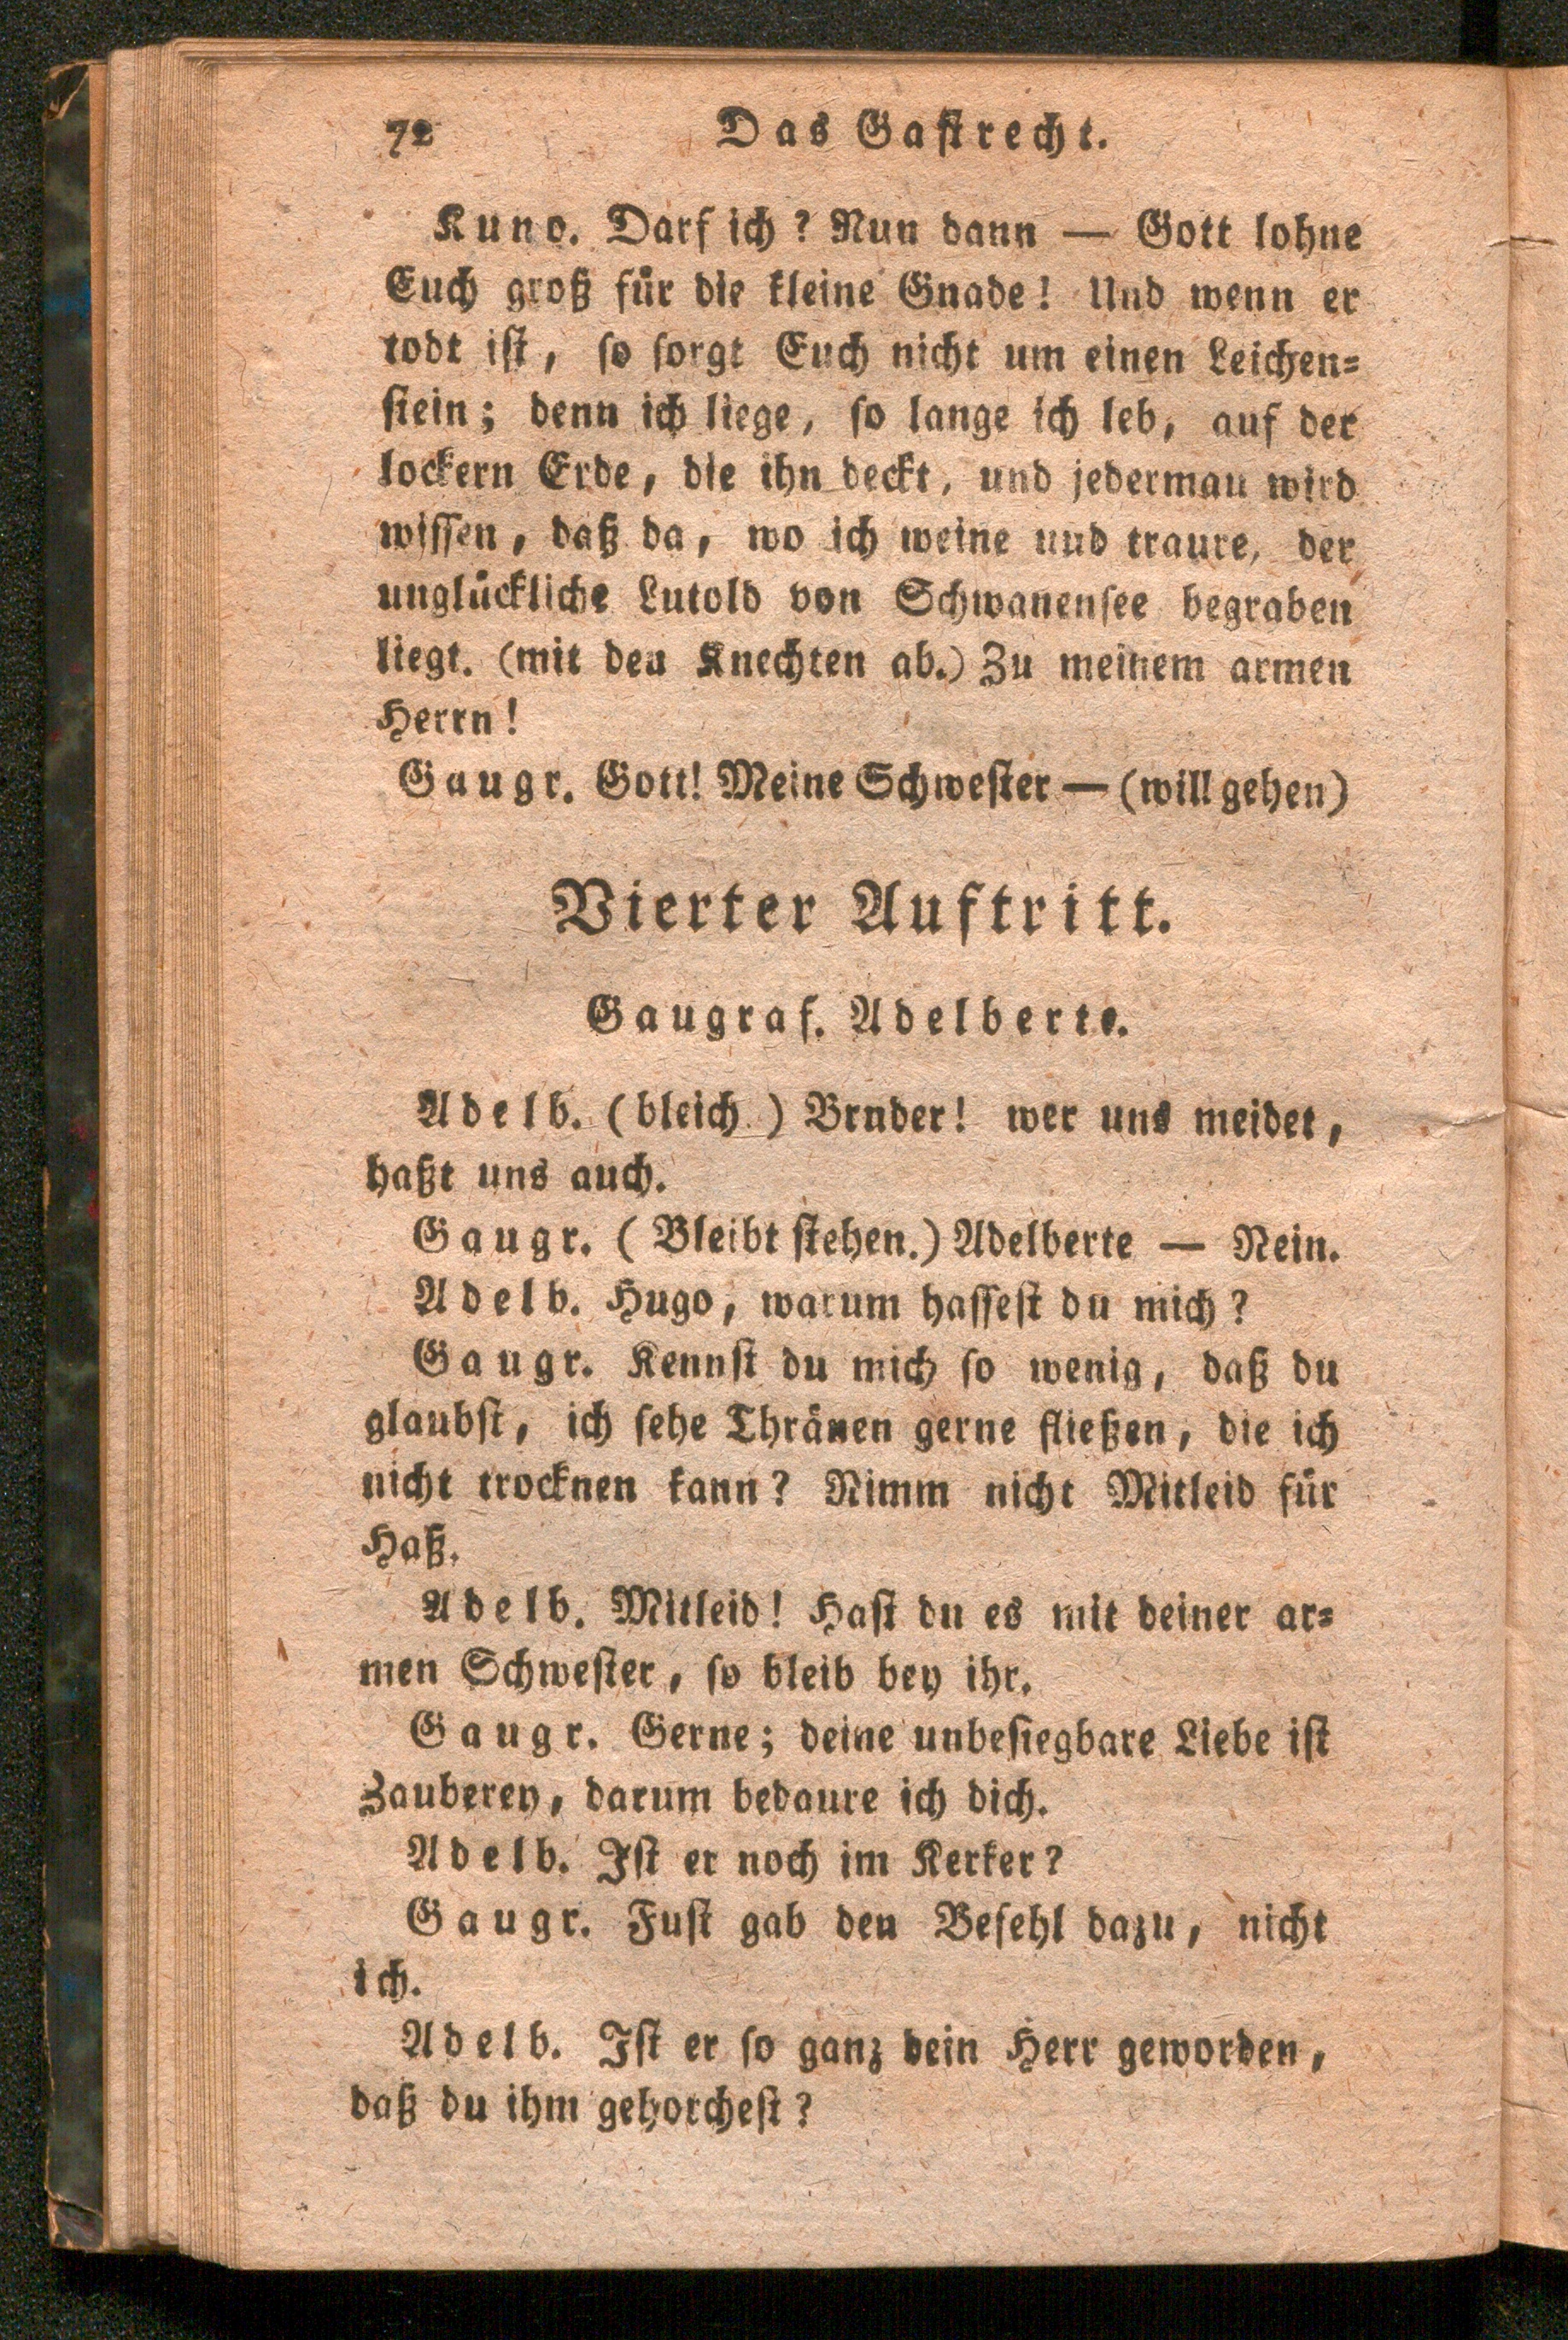 72 Das Gastrecht.
Kuno. Darf ich? Nun dann — Gott lohne
Euch groß für die kleine Gnade! Und wenn er
todt ist, so sorgt Euch nicht um einen Leichen-
stein; denn ich liege, so lange ich leb, auf der
lockern Erde, die ihn deckt, und jederman wird
wissen, daß da, wo ich weine und traure, der
unglückliche Lutold von Schwanensee begraben
liegt. (mit den Knechten ab.) Zu meinem armen
Herrn!
Gaugr. Gott! Meine Schwester — (will gehen)
Vierter Auftritt.
Gaugraf. Adelberte.
Adelb. (bleich) Brnder! wer uns meidet,
haßt uns auch.
Gaugr. (Bleibt stehen.) Adelberte — Nein.
Adelb. Hugo, warum hassest du mich?
Gaugr. Kennst du mich so wenig, daß du
glaubst, ich sehe Thränen gerne fließen, die ich
nicht trocknen kann? Nimm nicht Mitleid für
Haß.
Adelb. Mitleid! Hast du es mit deiner ar-
men Schwester, so bleib bey ihr.
Gaugr. Gerne; deine unbesiegbare Liebe ist
Zauberey, darum bedaure ich dich.
Adelb. Ist er noch im Kerker?
Gaugr. Fust gab den Befehl dazu, nicht
ich.
Adelb. Ist er so ganz dein Herr geworden,
daß du ihm gehorchest?